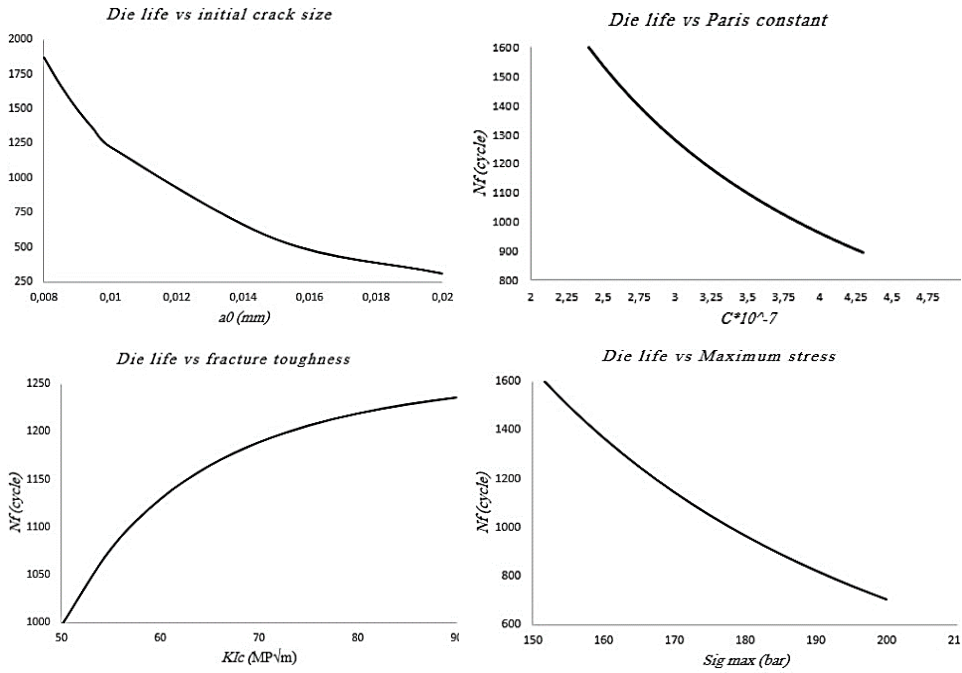 Die life vs initial crack size
2000
1750
1500
1250
1000
750
500
250
0,008 0,01 0,012 0,014 0,016 0,018 0,02
a0 (mm)
Die life vs Paris constant
Nf (cycle)
1600
1500
1400
1300
1200
1100
1000
900
800
2 2,25 2,5 2,75 3 3,25 3,5 3,75 4 4,25 4,5 4,75
C*10^-7
Die life vs fracture toughness
Nf (cycle)
1250
1200
1150
1100
1050
1000
50 60 70 80 90
KIc (MP√m)
Die life vs Maximum stress
Nf (cycle)
1600
1400
1200
1000
800
600
150 160 170 180 190 200 21
Sig max (bar)